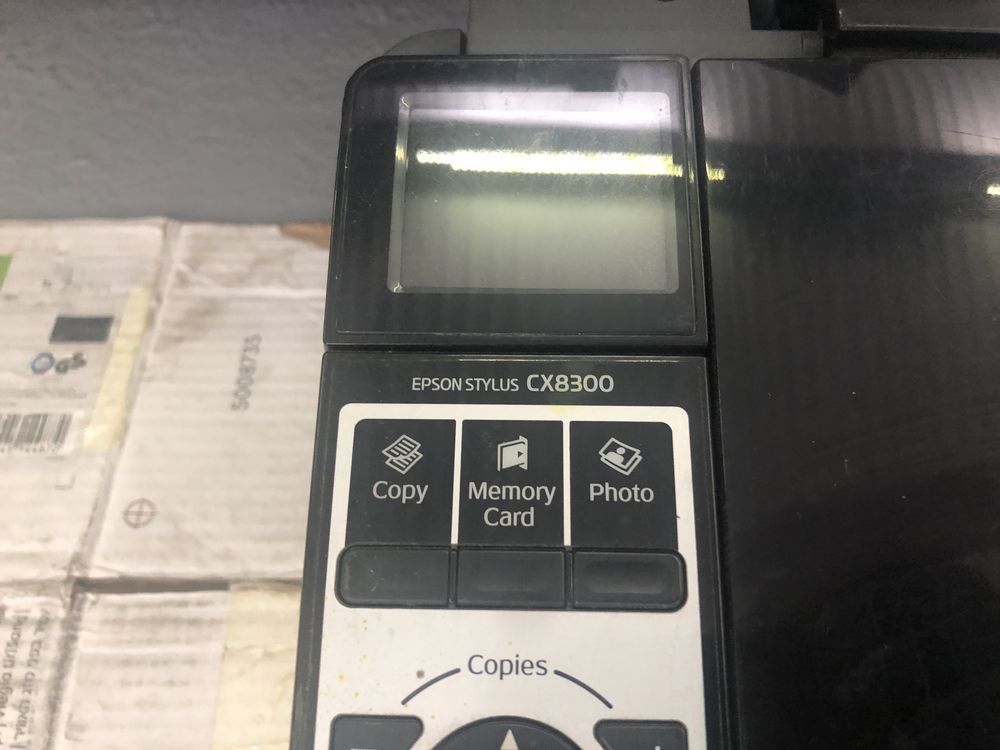 EPSON STYLUS CX8300
Copy
Memory
Card
Photo
Copies
5008735